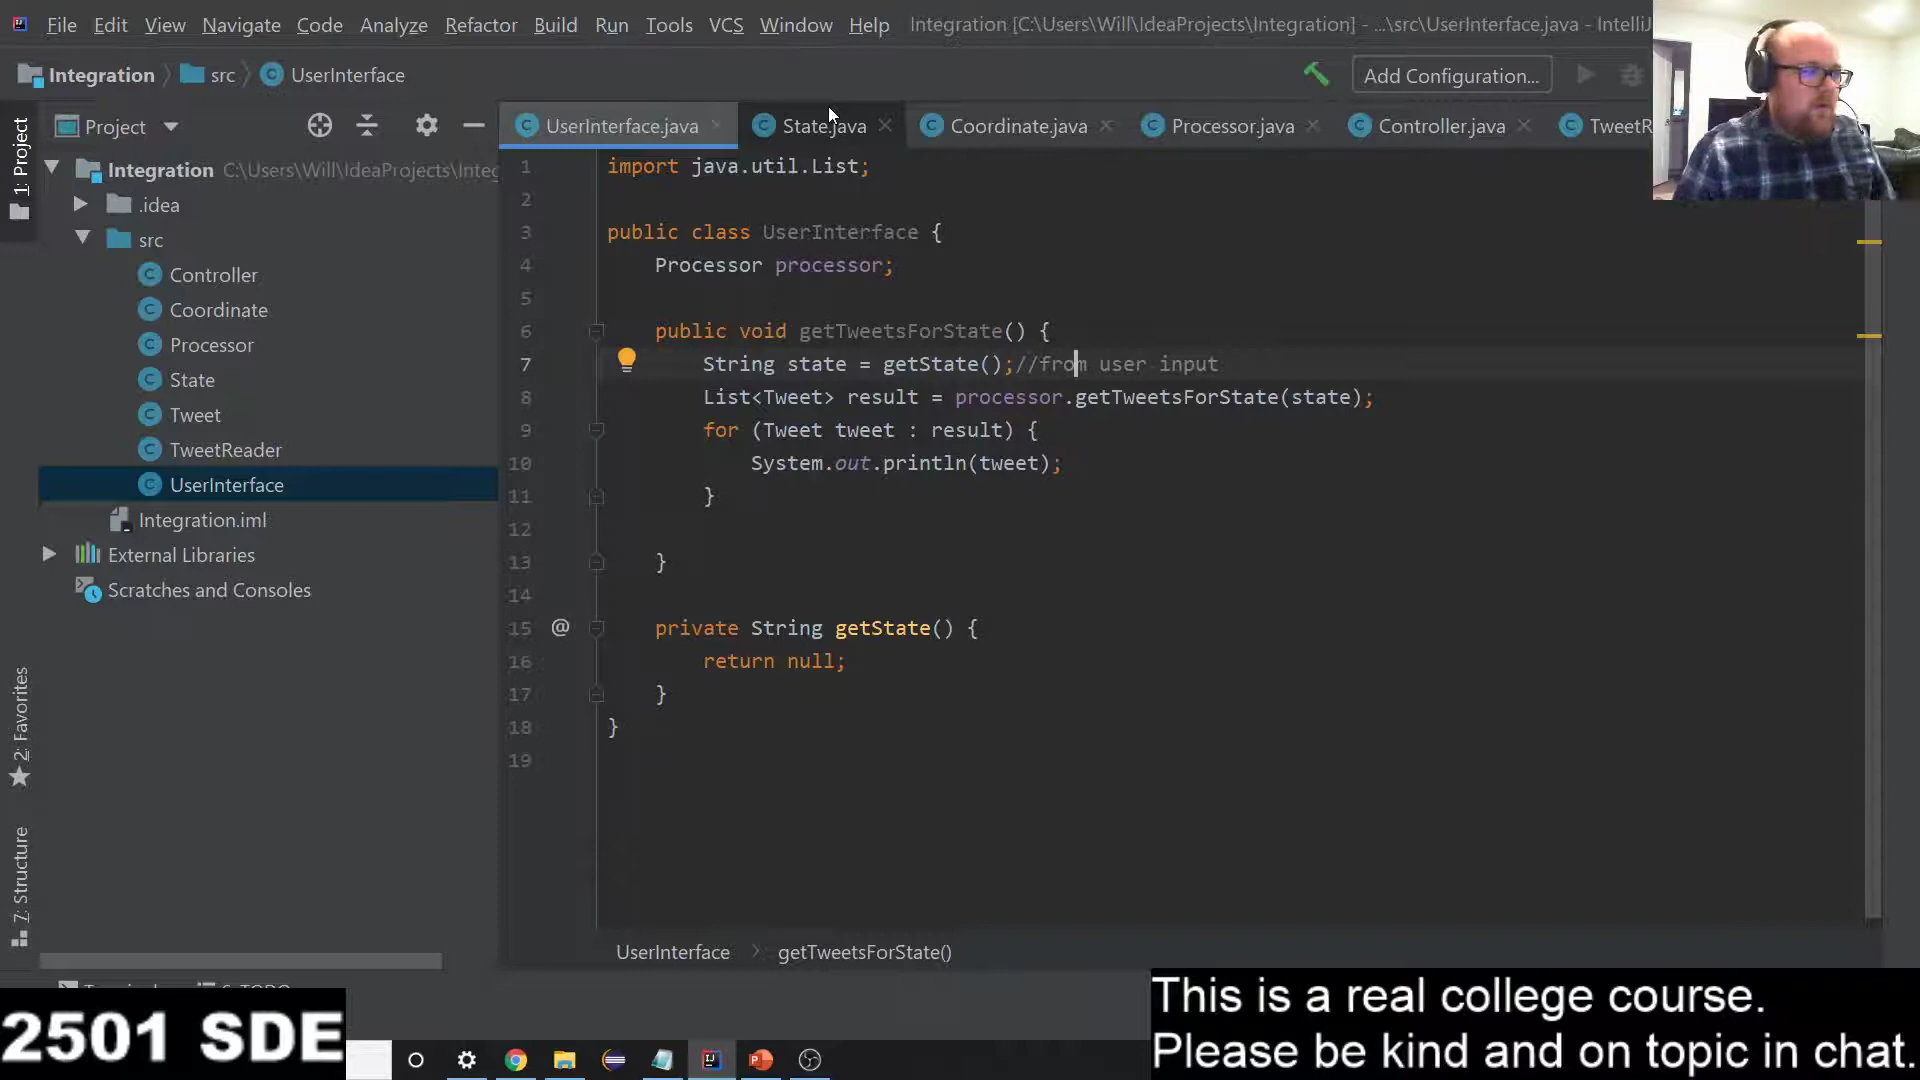 File Edit View Navigate Code Analyze Refactor Build Run Tools VCS Window Help Integration [C:\Users\Will\IdeaProjects\Integration] - ...\src\UserInterface.java - IntelliJ
Integration src UserInterface Add Configuration...
1: Project
Project
UserInterface.java State.java Coordinate.java Processor.java Controller.java TweetR
Integration C:\Users\Will\IdeaProjects\Integ
.idea
src
Controller
Coordinate
Processor
State
Tweet
TweetReader
UserInterface
Integration.iml
External Libraries
Scratches and Consoles
2: Favorites
7: Structure
1 import java.util.List;
2
3 public class UserInterface {
4 Processor processor;
5
6 public void getTweetsForState() {
7 String state = getState();//from user input
8 List<Tweet> result = processor.getTweetsForState(state);
9 for (Tweet tweet : result) {
10 System.out.println(tweet);
11 }
12
13 }
14
15 @ private String getState() {
16 return null;
17 }
18 }
19
UserInterface getTweetsForState()
2501 SDE
This is a real college course.
Please be kind and on topic in chat.